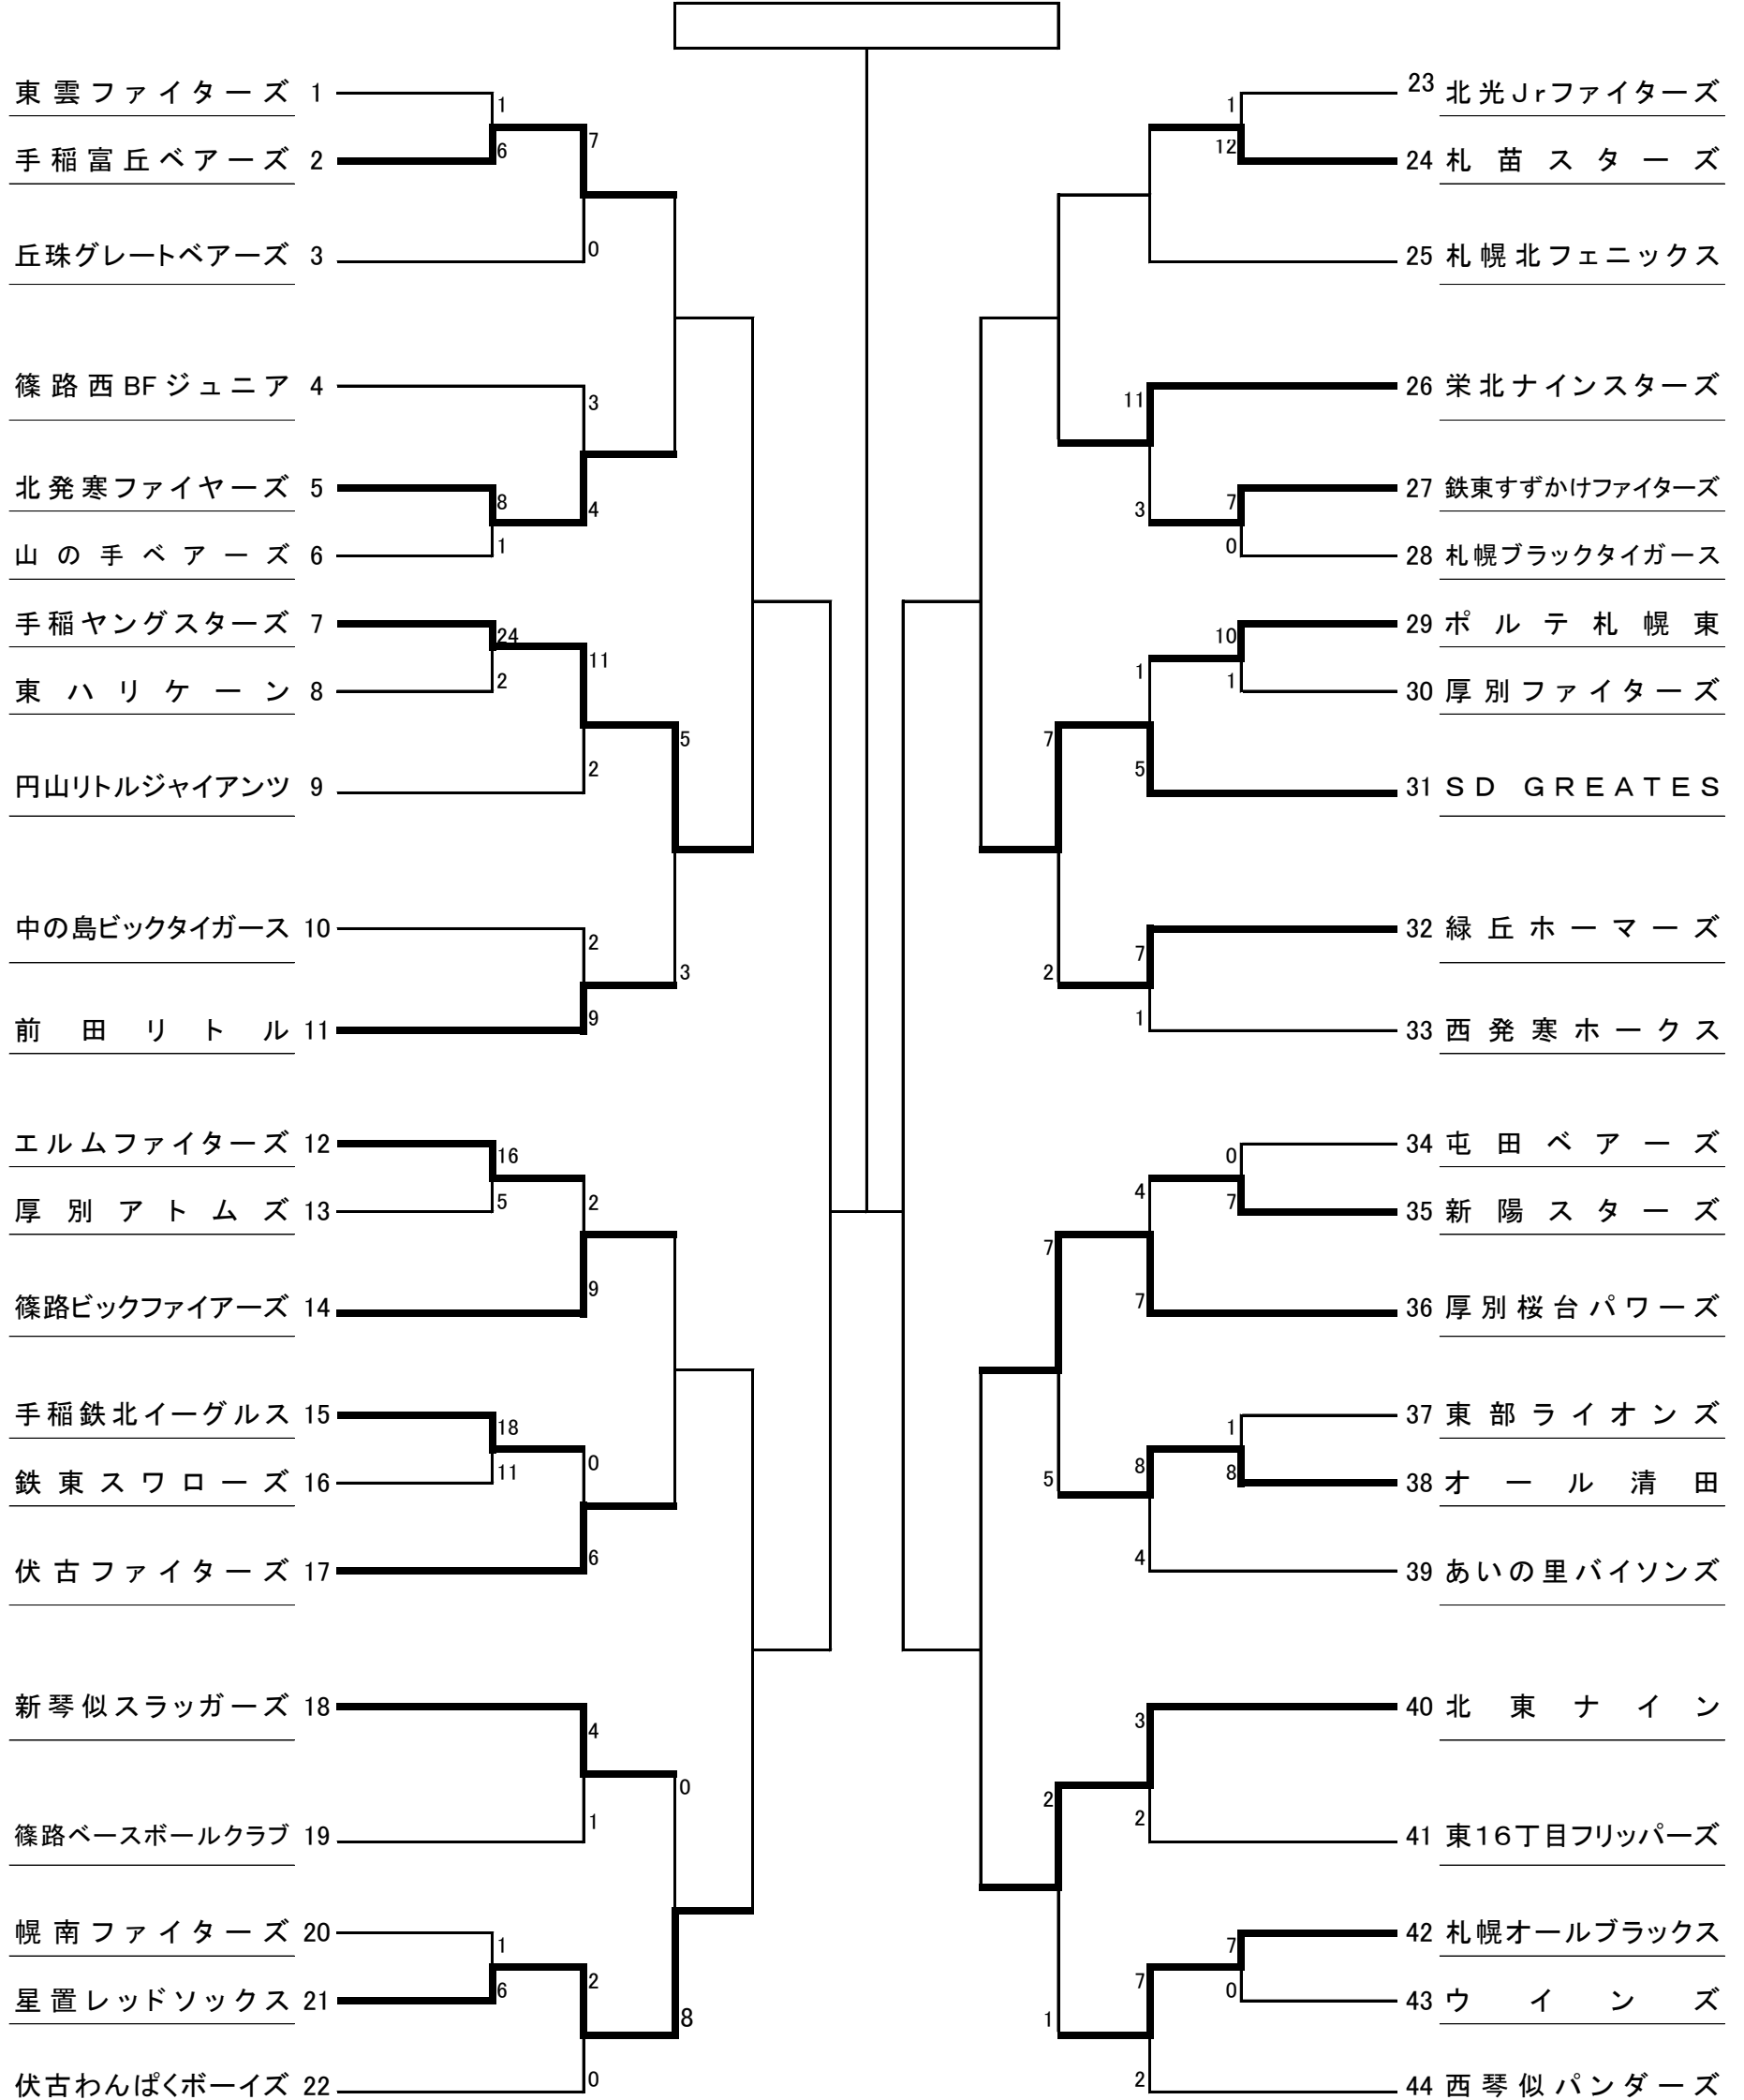 東雲ファイターズ 1
1
6
7
手稲富丘ベアーズ 2
丘珠グレートベアーズ 3
0
篠路西BFジュニア 4
3
北発寒ファイヤーズ 5
8
4
1
山の手ベアーズ 6
手稲ヤングスターズ 7
24
11
2
東ハリケーン 8
5
円山リトルジャイアンツ 9
2
中の島ビックタイガース 10
2
3
前田リトル 11
9
エルムファイターズ 12
16
5
2
厚別アトムズ 13
篠路ビックファイアーズ 14
9
手稲鉄北イーグルス 15
18
11
0
鉄東スワローズ 16
伏古ファイターズ 17
6
新琴似スラッガーズ 18
4
0
篠路ベースボールクラブ 19
1
幌南ファイターズ 20
1
6
2
星置レッドソックス 21
8
伏古わんぱくボーイズ 22
0
23 北光Jrファイターズ
1
12
24 札苗スターズ
25 札幌北フェニックス
26 栄北ナインスターズ
11
27 鉄東すずかけファイターズ
7
3
0
28 札幌ブラックタイガース
29 ポルテ札幌東
10
1
1
30 厚別ファイターズ
7
5
31 SD GREATES
32 緑丘ホーマーズ
7
2
1
33 西発寒ホークス
34 屯田ベアーズ
0
4
7
35 新陽スターズ
7
7
36 厚別桜台パワーズ
37 東部ライオンズ
1
8
5
8
38 オール清田
4
39 あいの里バイソンズ
40 北東ナイン
3
2
2
41 東16丁目フリッパーズ
42 札幌オールブラックス
7
7
0
43 ウインズ
1
2
44 西琴似パンダーズ